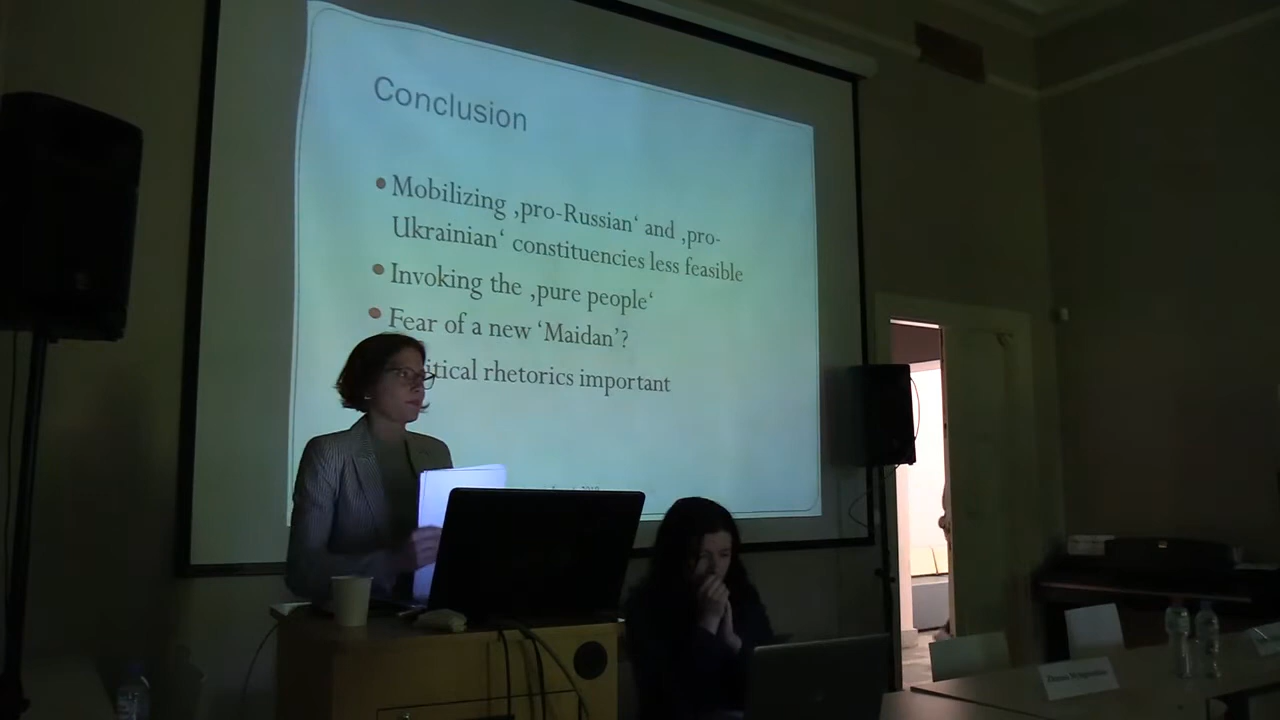 Conclusion
Mobilizing ‚pro-Russian‘ and ‚pro-
Ukrainian‘ constituencies less feasible
Invoking the ‚pure people‘
Fear of a new ‘Maidan’?
itical rhetorics important